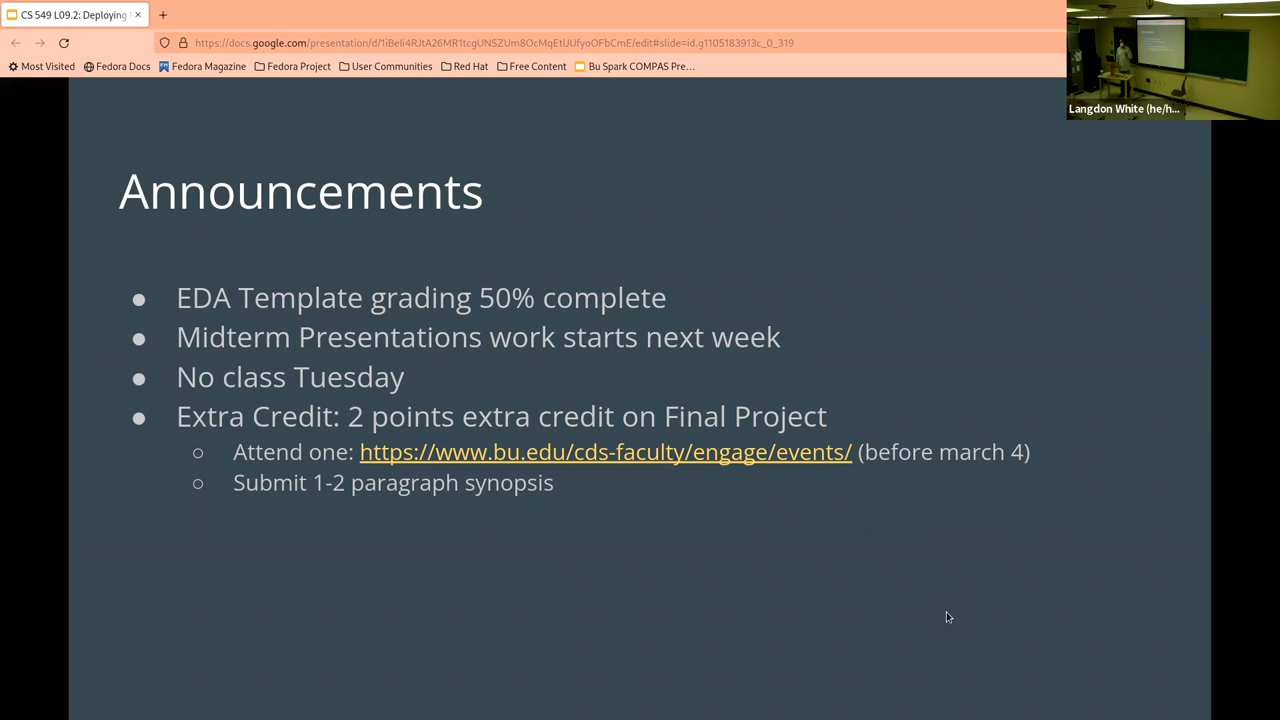 CS 549 L09.2: Deploying
https://docs.google.com/presentation/d/1iBeli4RJtA26MR1tcgUNSZUm8OcMqEtlJUfyoOFbCmE/edit#slide=id.g1105183913c_0_319
Most Visited Fedora Docs Fedora Magazine Fedora Project User Communities Red Hat Free Content Bu Spark COMPAS Pre...
Langdon White (he/h...
Announcements
● EDA Template grading 50% complete
● Midterm Presentations work starts next week
● No class Tuesday
● Extra Credit: 2 points extra credit on Final Project
○ Attend one: https://www.bu.edu/cds-faculty/engage/events/ (before march 4)
○ Submit 1-2 paragraph synopsis